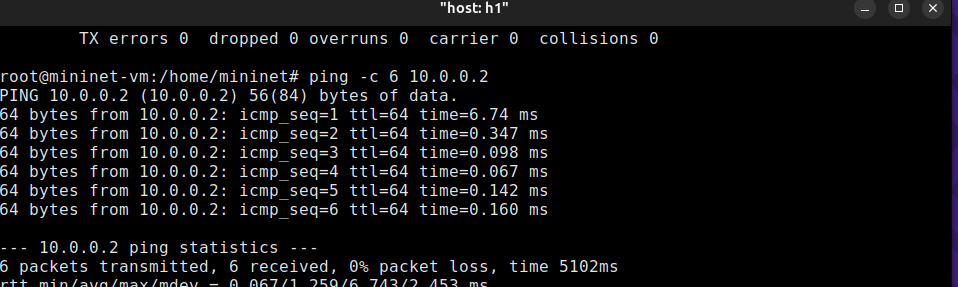 "host: h1"
TX errors 0  dropped 0 overruns 0  carrier 0  collisions 0
root@mininet-vm:/home/mininet# ping -c 6 10.0.0.2
PING 10.0.0.2 (10.0.0.2) 56(84) bytes of data.
64 bytes from 10.0.0.2: icmp_seq=1 ttl=64 time=6.74 ms
64 bytes from 10.0.0.2: icmp_seq=2 ttl=64 time=0.347 ms
64 bytes from 10.0.0.2: icmp_seq=3 ttl=64 time=0.098 ms
64 bytes from 10.0.0.2: icmp_seq=4 ttl=64 time=0.067 ms
64 bytes from 10.0.0.2: icmp_seq=5 ttl=64 time=0.142 ms
64 bytes from 10.0.0.2: icmp_seq=6 ttl=64 time=0.160 ms
--- 10.0.0.2 ping statistics ---
6 packets transmitted, 6 received, 0% packet loss, time 5102ms
rtt min/avg/max/mdev = 0.067/1.259/6.743/2.453 ms